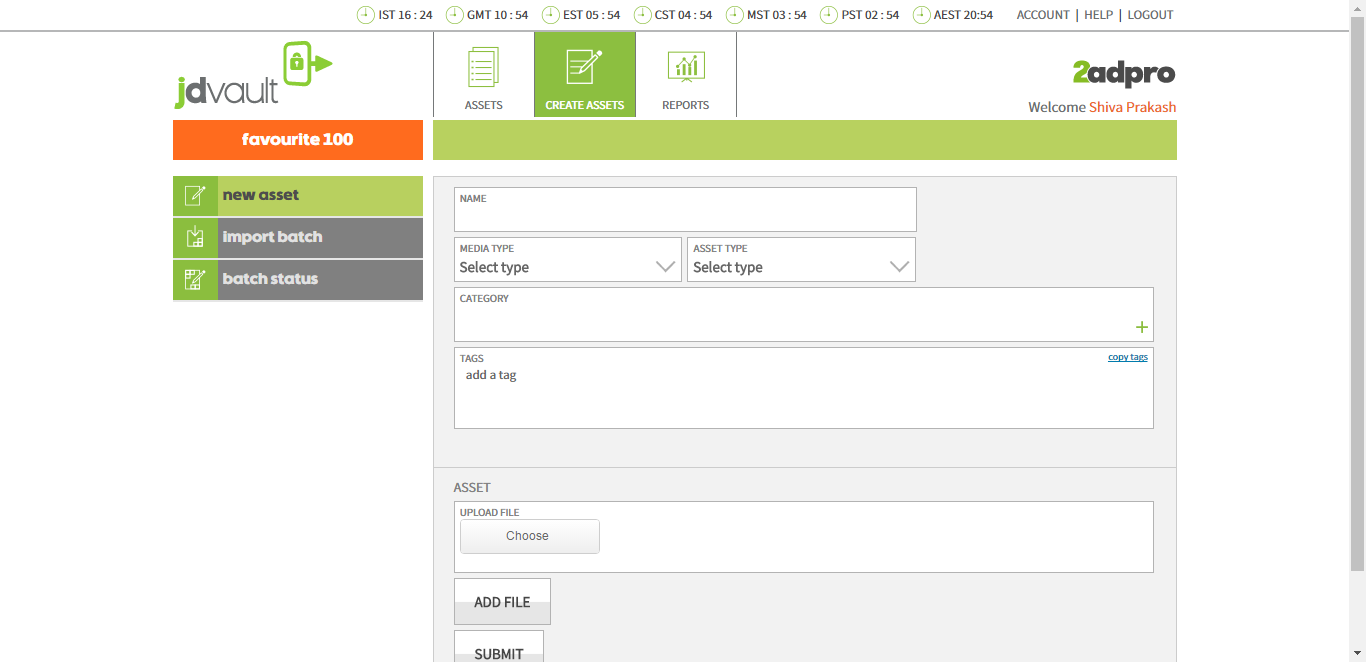 IST 16 : 24 GMT 10 : 54 EST 05 : 54 CST 04 : 54 MST 03 : 54 PST 02 : 54 AEST 20:54 ACCOUNT | HELP | LOGOUT
jdvault
ASSETS CREATE ASSETS REPORTS
2adpro
Welcome Shiva Prakash
favourite 100
new asset
import batch
batch status
NAME
MEDIA TYPE ASSET TYPE
Select type Select type
CATEGORY
+
TAGS copy tags
add a tag
ASSET
UPLOAD FILE
Choose
ADD FILE
SUBMIT